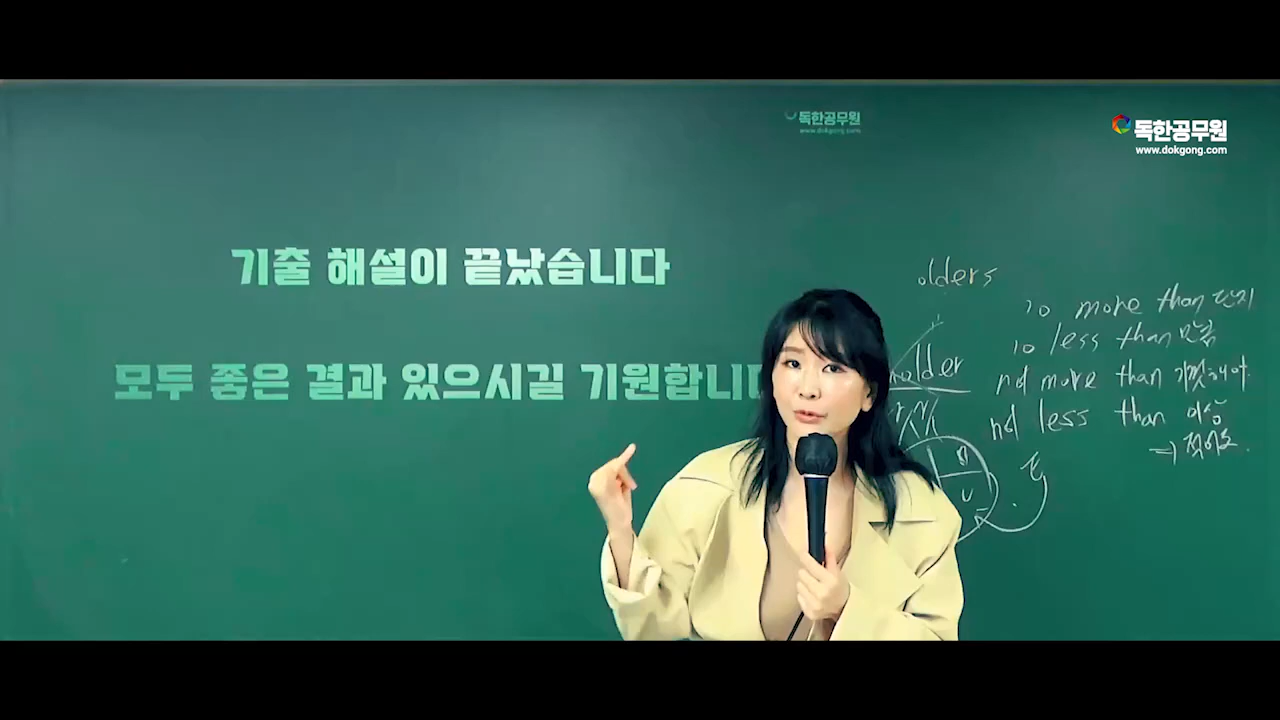 독한공무원
www.dokgong.com
독한공무원
www.dokgong.com
기출 해설이 끝났습니다
모두 좋은 결과 있으시길 기원합니다
olders
no more than 단지
no less than 만큼
not more than 기껏해야
not less than 이상
older
→ 적어도.